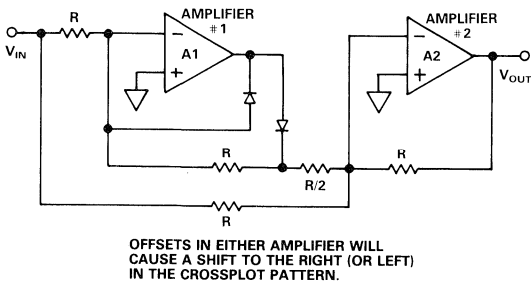 AMPLIFIER
#1
AMPLIFIER
#2
R
V_IN
−
A1
+
−
A2
+
V_OUT
R
R/2
R
R
OFFSETS IN EITHER AMPLIFIER WILL
CAUSE A SHIFT TO THE RIGHT (OR LEFT)
IN THE CROSSPLOT PATTERN.